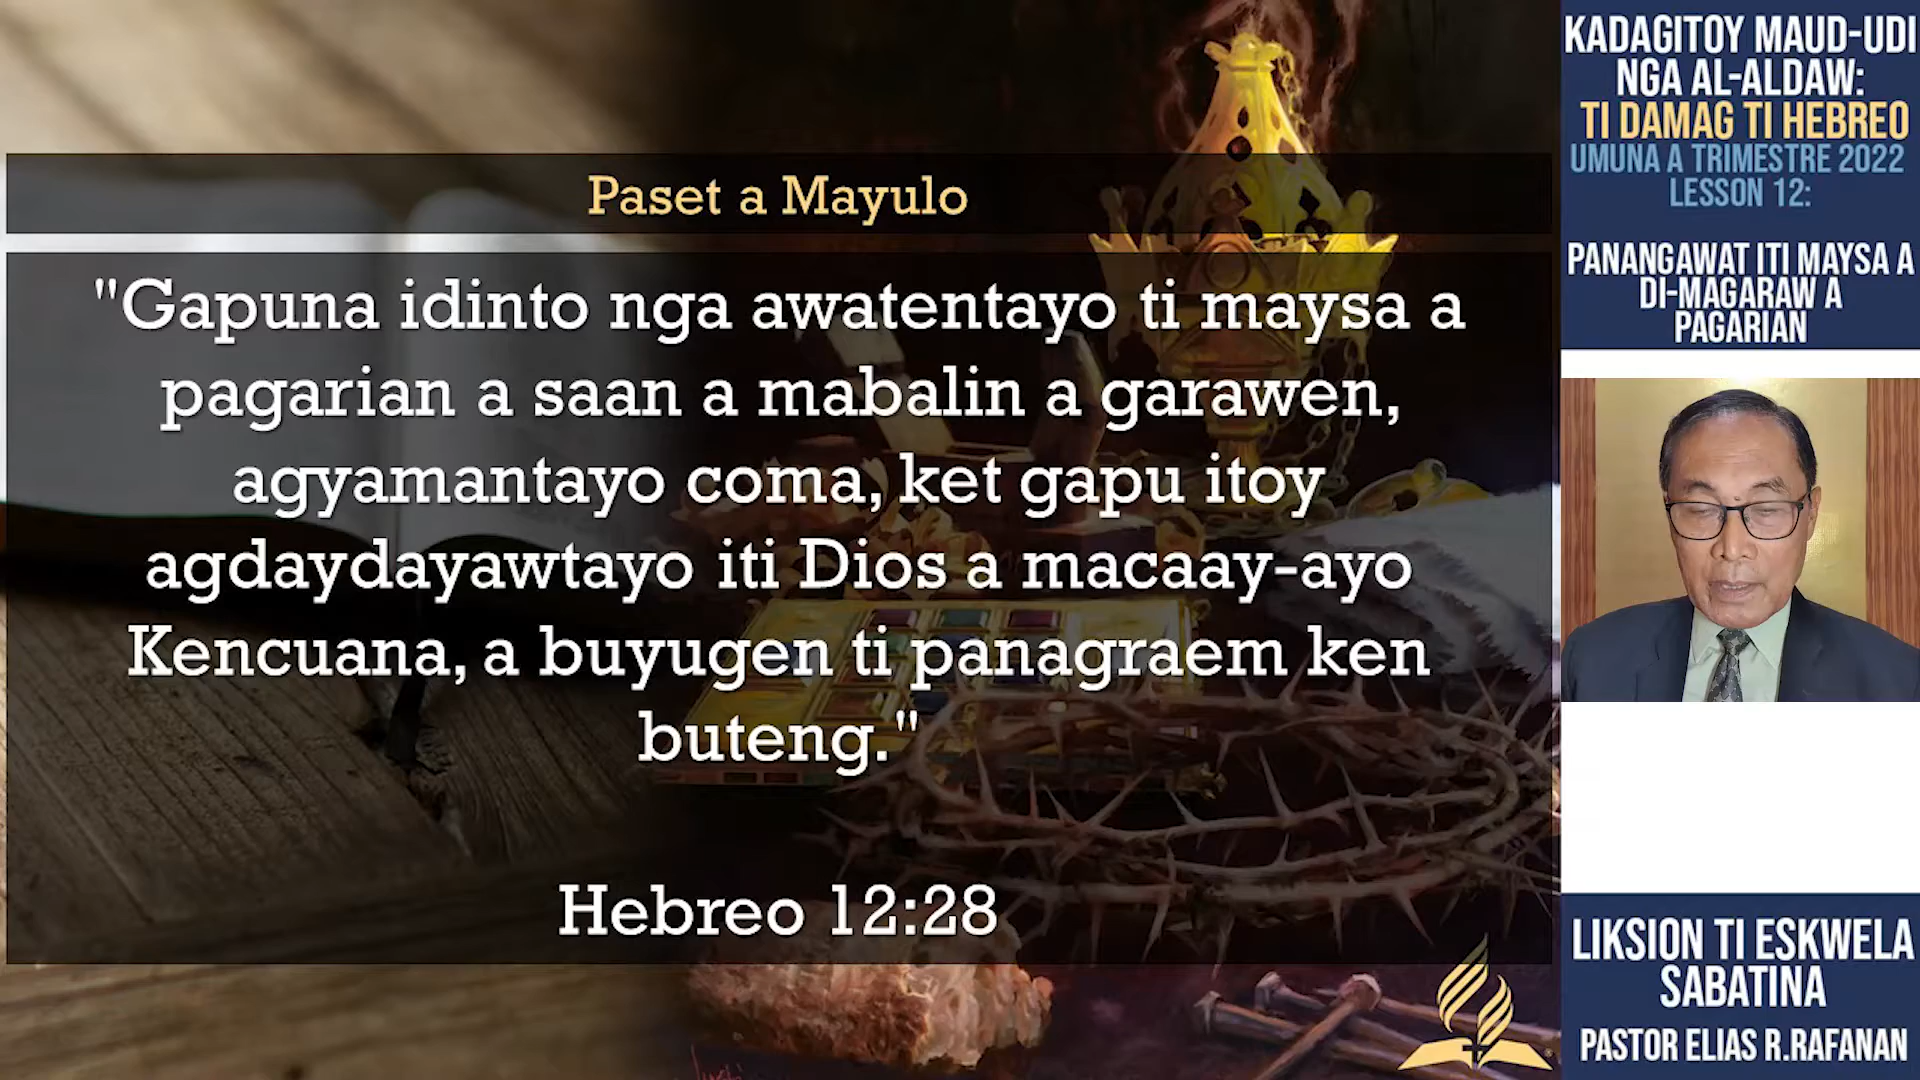 Paset a Mayulo
"Gapuna idinto nga awatentayo ti maysa a
pagarian a saan a mabalin a garawen,
agyamantayo coma, ket gapu itoy
agdaydayawtayo iti Dios a macaay-ayo
Kencuana, a buyugen ti panagraem ken
buteng."
Hebreo 12:28
KADAGITOY MAUD-UDI
NGA AL-ALDAW:
TI DAMAG TI HEBREO
UMUNA A TRIMESTRE 2022
LESSON 12:
PANANGAWAT ITI MAYSA A
DI-MAGARAW A
PAGARIAN
LIKSION TI ESKWELA
SABATINA
PASTOR ELIAS R.RAFANAN